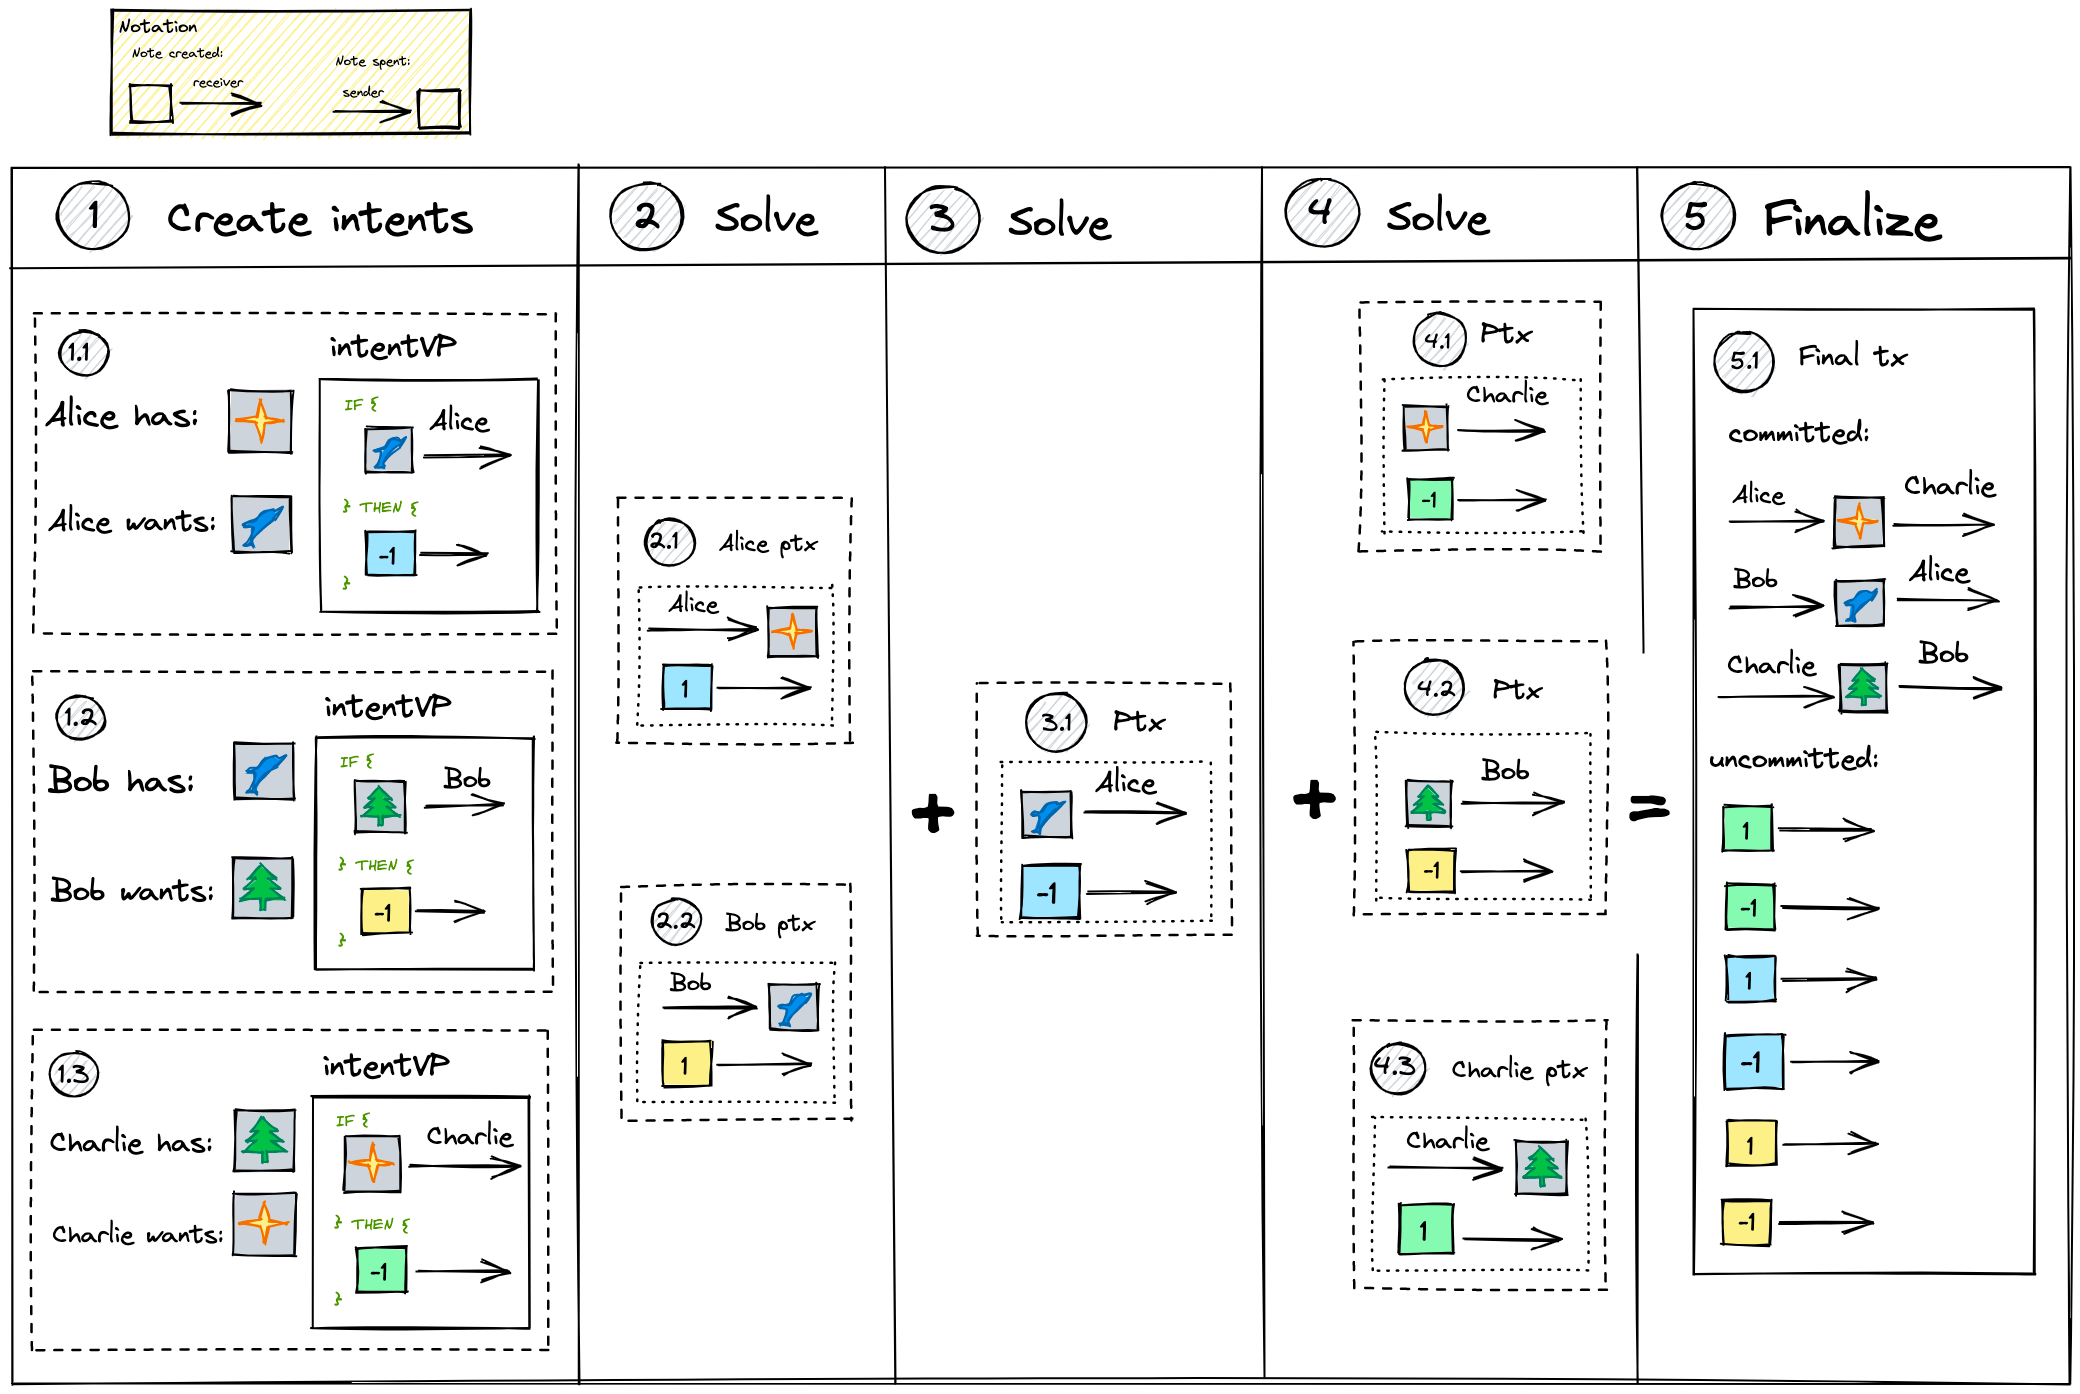 Notation
Note created:
receiver
Note spent:
sender
1 Create intents
2 Solve
3 Solve
4 Solve
5 Finalize
1.1
intentVP
Alice has:
Alice wants:
IF {
Alice
} THEN {
-1
}
1.2
intentVP
Bob has:
Bob wants:
IF {
Bob
} THEN {
-1
}
1.3
intentVP
Charlie has:
Charlie wants:
IF {
Charlie
} THEN {
-1
}
2.1 Alice ptx
Alice
1
2.2 Bob ptx
Bob
1
+
3.1 Ptx
Alice
-1
+
4.1 Ptx
Charlie
-1
4.2 Ptx
Bob
-1
4.3 Charlie ptx
Charlie
1
=
5.1 Final tx
committed:
Alice Charlie
Bob Alice
Charlie Bob
uncommitted:
1
-1
1
-1
1
-1